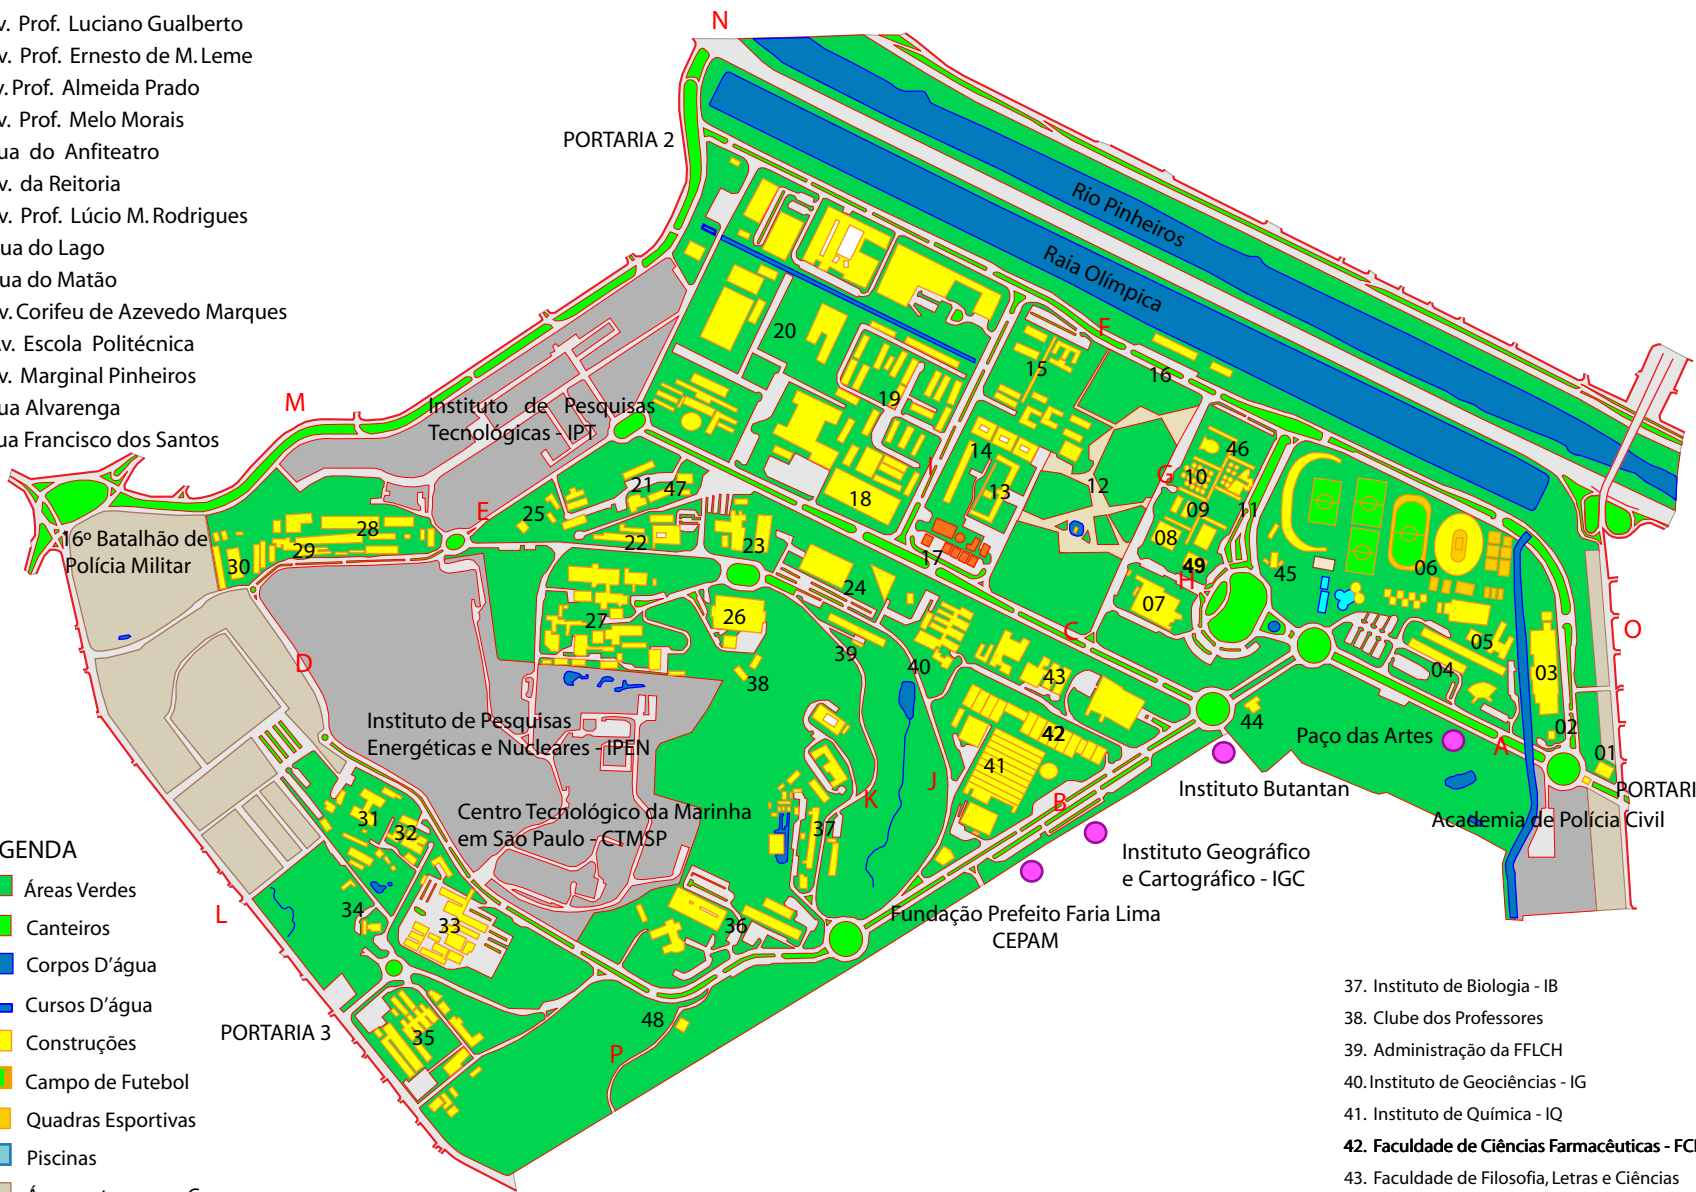 v. Prof. Luciano Gualberto
v. Prof. Ernesto de M. Leme
v. Prof. Almeida Prado
v. Prof. Melo Morais
ua do Anfiteatro
v. da Reitoria
v. Prof. Lúcio M. Rodrigues
ua do Lago
ua do Matão
v. Corifeu de Azevedo Marques
v. Escola Politécnica
v. Marginal Pinheiros
ua Alvarenga
ua Francisco dos Santos
N
PORTARIA 2
Rio Pinheiros
Raia Olímpica
M
Instituto de Pesquisas
Tecnológicas - IPT
20
19
15
F
16
14
13
12
I
G
46
10
09
11
08
49
H
07
45
06
18
17
21
47
25
E
22
23
24
28
29
30
16º Batalhão de
Polícia Militar
27
26
C
39
40
38
43
42
41
44
05
04
03
02
01
O
A
D
Instituto de Pesquisas
Energéticas e Nucleares - IPEN
Centro Tecnológico da Marinha
em São Paulo - CTMSP
Paço das Artes
Instituto Butantan
PORTARI
Academia de Polícia Civil
Instituto Geográfico
e Cartográfico - IGC
Fundação Prefeito Faria Lima
CEPAM
K
J
B
37
36
31
32
33
34
35
L
PORTARIA 3
48
P
GENDA
Áreas Verdes
Canteiros
Corpos D'água
Cursos D'água
Construções
Campo de Futebol
Quadras Esportivas
Piscinas
37. Instituto de Biologia - IB
38. Clube dos Professores
39. Administração da FFLCH
40. Instituto de Geociências - IG
41. Instituto de Química - IQ
42. Faculdade de Ciências Farmacêuticas - FC
43. Faculdade de Filosofia, Letras e Ciências